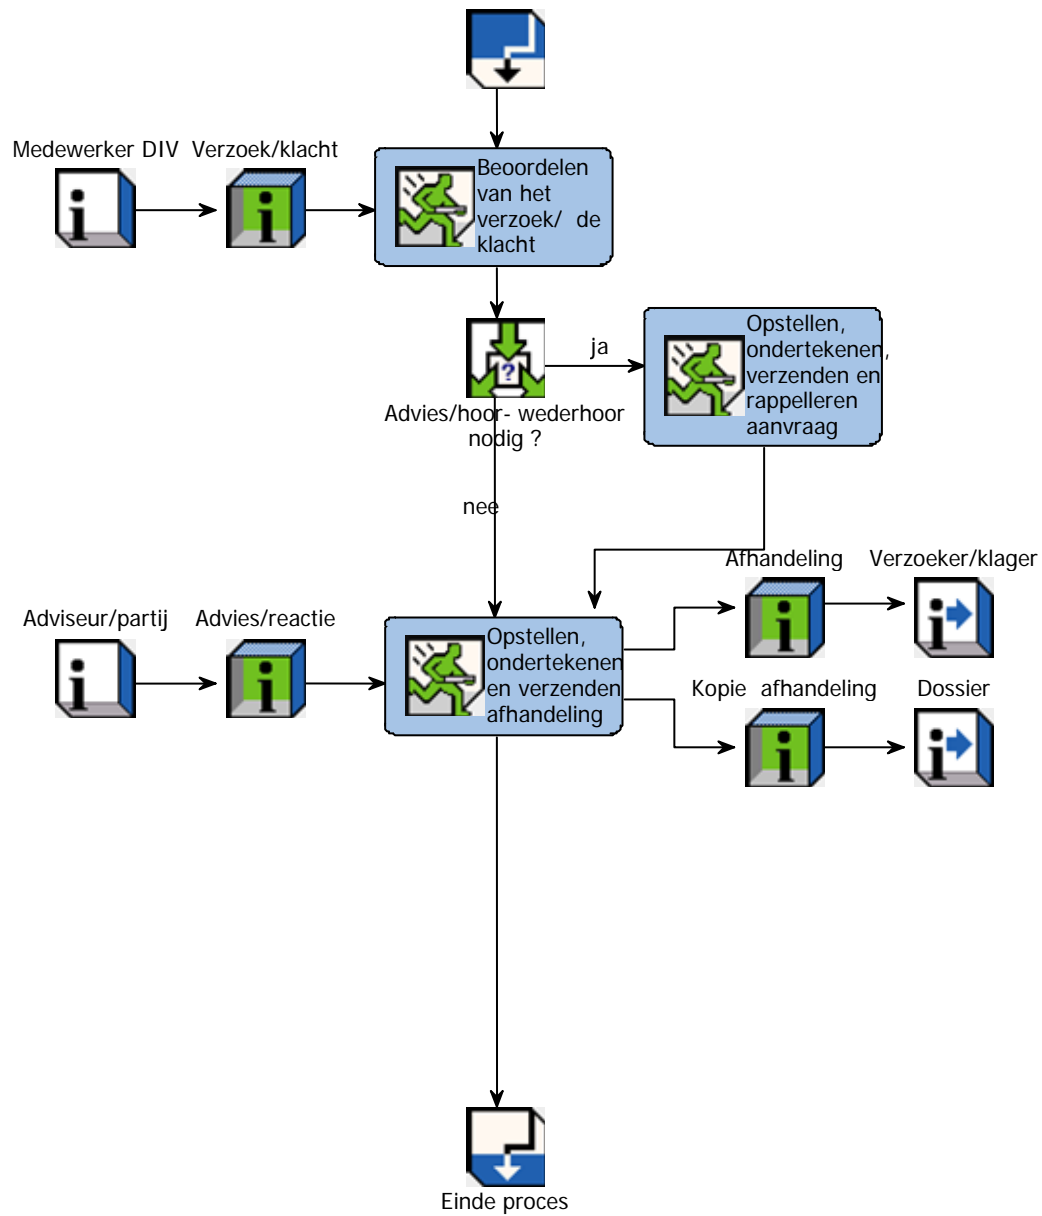 Medewerker DIV
Verzoek/klacht
Beoordelen
van het
verzoek/ de
klacht
Opstellen,
ondertekenen,
verzenden en
rappelleren
aanvraag
ja
?
Advies/hoor- wederhoor
nodig ?
nee
Afhandeling
Verzoeker/klager
Adviseur/partij
Advies/reactie
Opstellen,
ondertekenen
en verzenden
afhandeling
Kopie afhandeling
Dossier
Einde proces